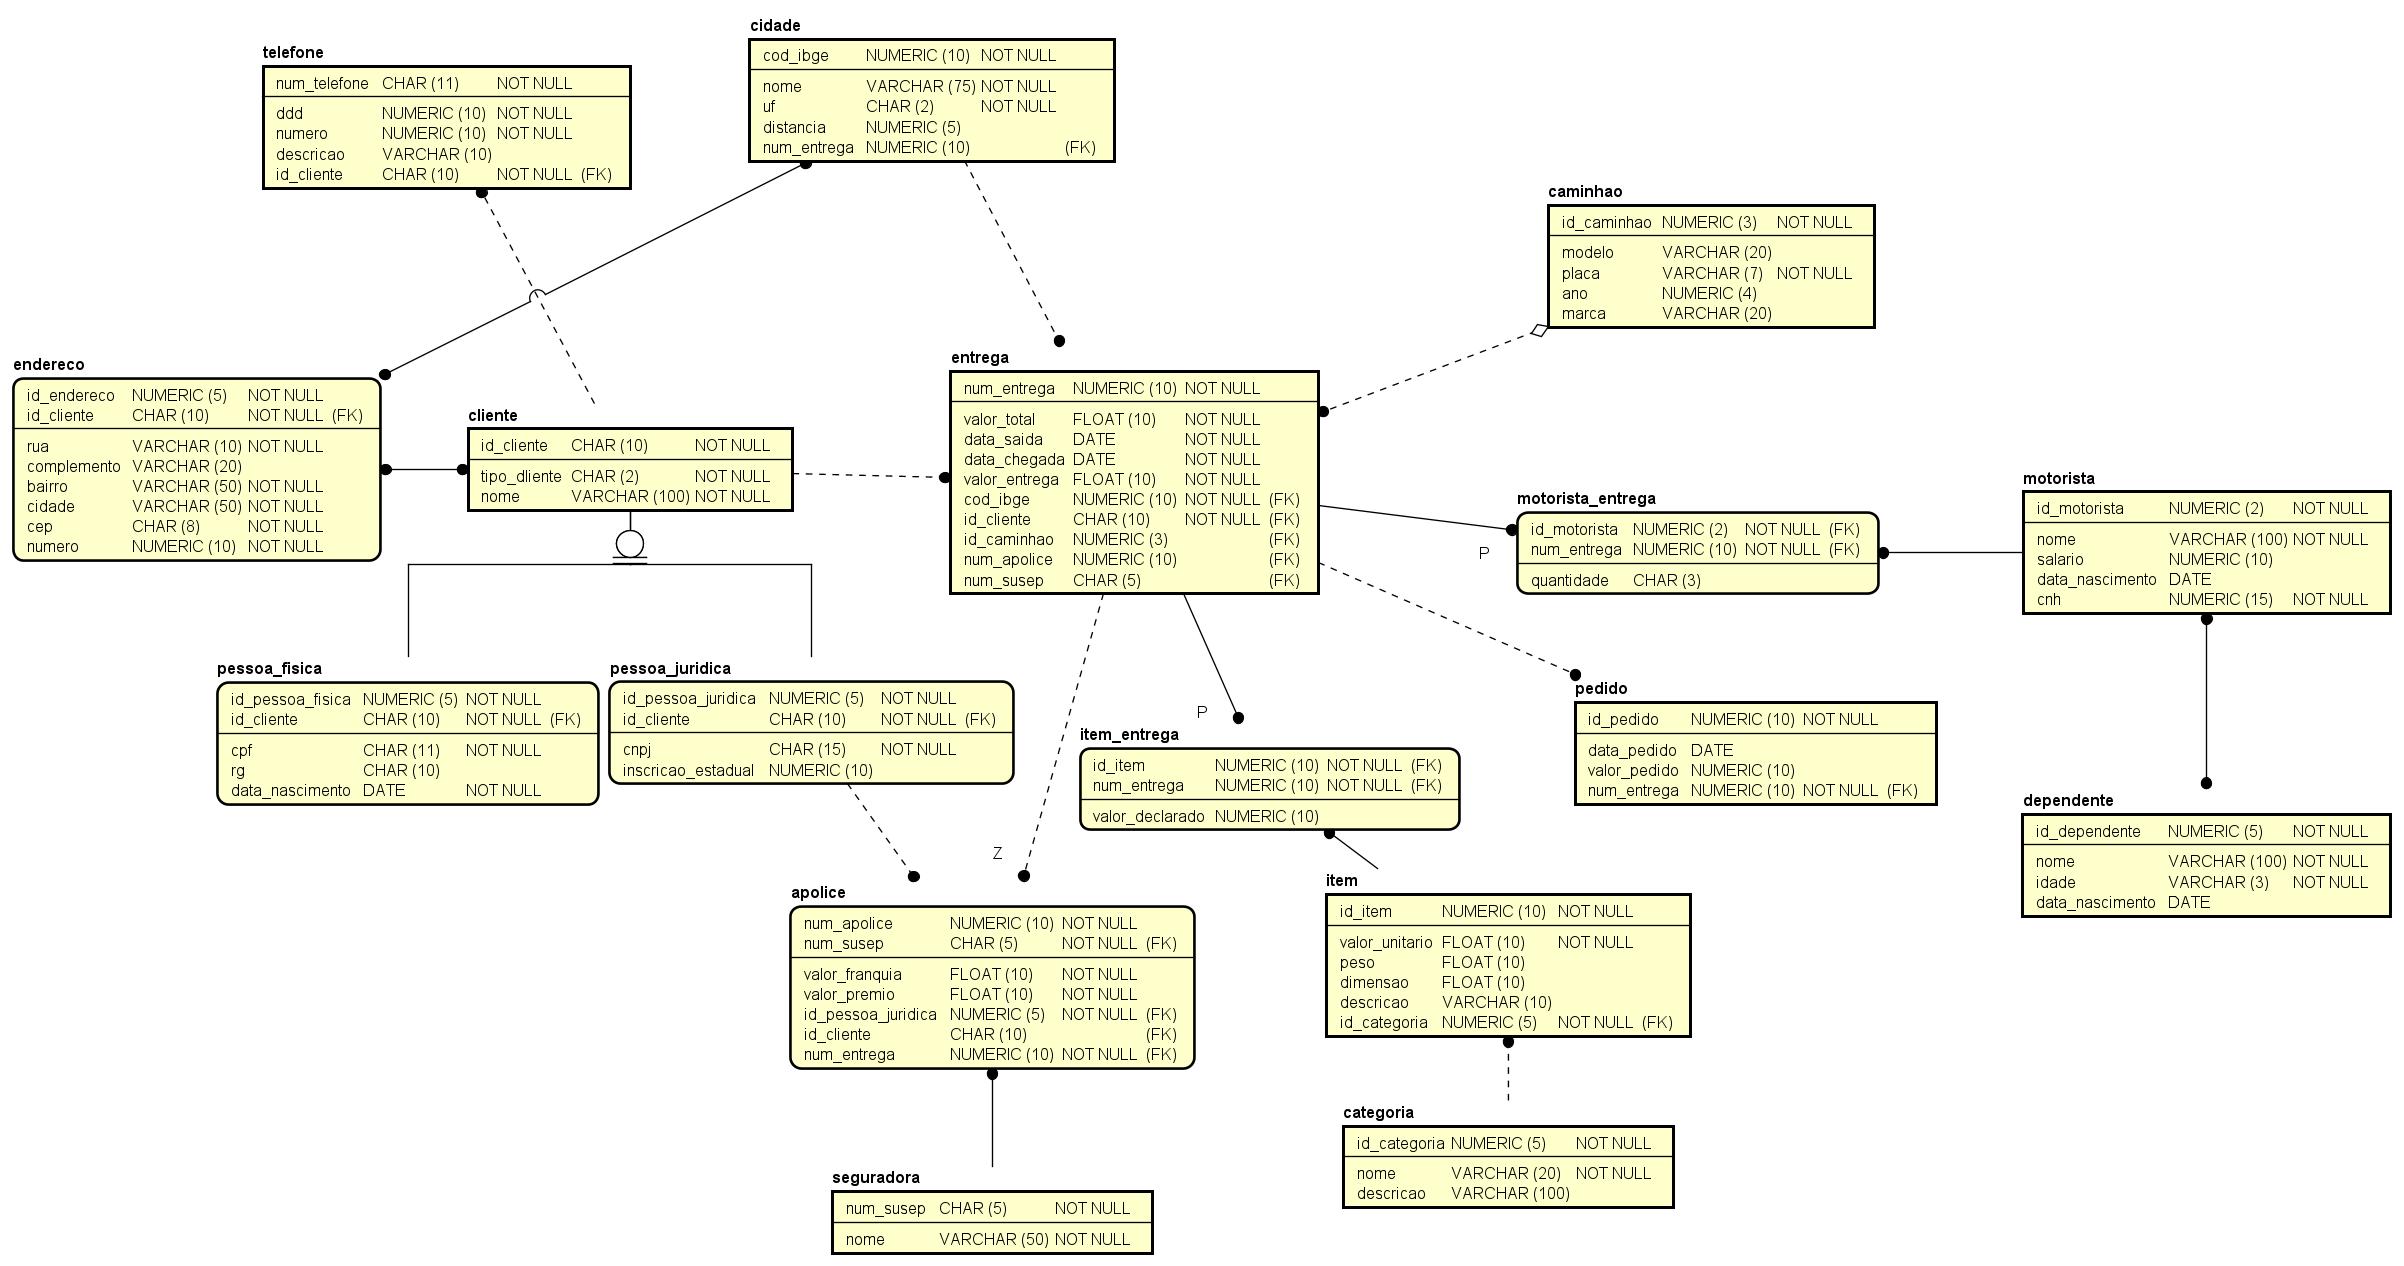 cidade
cod_ibge NUMERIC (10) NOT NULL
nome VARCHAR (75) NOT NULL
uf CHAR (2) NOT NULL
distancia NUMERIC (5)
num_entrega NUMERIC (10) (FK)
telefone
num_telefone CHAR (11) NOT NULL
ddd NUMERIC (10) NOT NULL
numero NUMERIC (10) NOT NULL
descricao VARCHAR (10)
id_cliente CHAR (10) NOT NULL (FK)
caminhao
id_caminhao NUMERIC (3) NOT NULL
modelo VARCHAR (20)
placa VARCHAR (7) NOT NULL
ano NUMERIC (4)
marca VARCHAR (20)
endereco
id_endereco NUMERIC (5) NOT NULL
id_cliente CHAR (10) NOT NULL (FK)
rua VARCHAR (10) NOT NULL
complemento VARCHAR (20)
bairro VARCHAR (50) NOT NULL
cidade VARCHAR (50) NOT NULL
cep CHAR (8) NOT NULL
numero NUMERIC (10) NOT NULL
cliente
id_cliente CHAR (10) NOT NULL
tipo_dliente CHAR (2) NOT NULL
nome VARCHAR (100) NOT NULL
entrega
num_entrega NUMERIC (10) NOT NULL
valor_total FLOAT (10) NOT NULL
data_saida DATE NOT NULL
data_chegada DATE NOT NULL
valor_entrega FLOAT (10) NOT NULL
cod_ibge NUMERIC (10) NOT NULL (FK)
id_cliente CHAR (10) NOT NULL (FK)
id_caminhao NUMERIC (3) (FK)
num_apolice NUMERIC (10) (FK)
num_susep CHAR (5) (FK)
motorista_entrega
id_motorista NUMERIC (2) NOT NULL (FK)
num_entrega NUMERIC (10) NOT NULL (FK)
quantidade CHAR (3)
P
motorista
id_motorista NUMERIC (2) NOT NULL
nome VARCHAR (100) NOT NULL
salario NUMERIC (10)
data_nascimento DATE
cnh NUMERIC (15) NOT NULL
pessoa_fisica
id_pessoa_fisica NUMERIC (5) NOT NULL
id_cliente CHAR (10) NOT NULL (FK)
cpf CHAR (11) NOT NULL
rg CHAR (10)
data_nascimento DATE NOT NULL
pessoa_juridica
id_pessoa_juridica NUMERIC (5) NOT NULL
id_cliente CHAR (10) NOT NULL (FK)
cnpj CHAR (15) NOT NULL
inscricao_estadual NUMERIC (10)
P
item_entrega
id_item NUMERIC (10) NOT NULL (FK)
num_entrega NUMERIC (10) NOT NULL (FK)
valor_declarado NUMERIC (10)
pedido
id_pedido NUMERIC (10) NOT NULL
data_pedido DATE
valor_pedido NUMERIC (10)
num_entrega NUMERIC (10) NOT NULL (FK)
dependente
id_dependente NUMERIC (5) NOT NULL
nome VARCHAR (100) NOT NULL
idade VARCHAR (3) NOT NULL
data_nascimento DATE
Z
apolice
num_apolice NUMERIC (10) NOT NULL
num_susep CHAR (5) NOT NULL (FK)
valor_franquia FLOAT (10) NOT NULL
valor_premio FLOAT (10) NOT NULL
id_pessoa_juridica NUMERIC (5) NOT NULL (FK)
id_cliente CHAR (10) (FK)
num_entrega NUMERIC (10) NOT NULL (FK)
item
id_item NUMERIC (10) NOT NULL
valor_unitario FLOAT (10) NOT NULL
peso FLOAT (10)
dimensao FLOAT (10)
descricao VARCHAR (10)
id_categoria NUMERIC (5) NOT NULL (FK)
categoria
id_categoria NUMERIC (5) NOT NULL
nome VARCHAR (20) NOT NULL
descricao VARCHAR (100)
seguradora
num_susep CHAR (5) NOT NULL
nome VARCHAR (50) NOT NULL